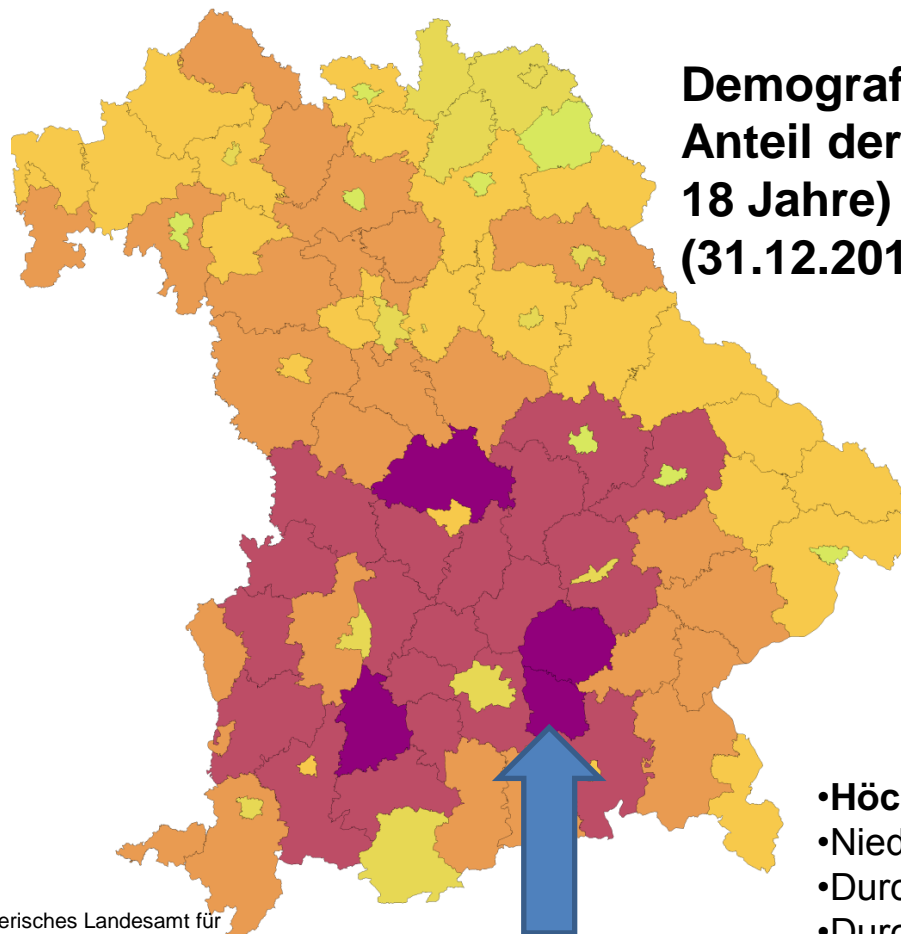 Demograf
Anteil der
18 Jahre)
(31.12.201
•Höc
•Nied
•Durc
•Durc
erisches Landesamt für